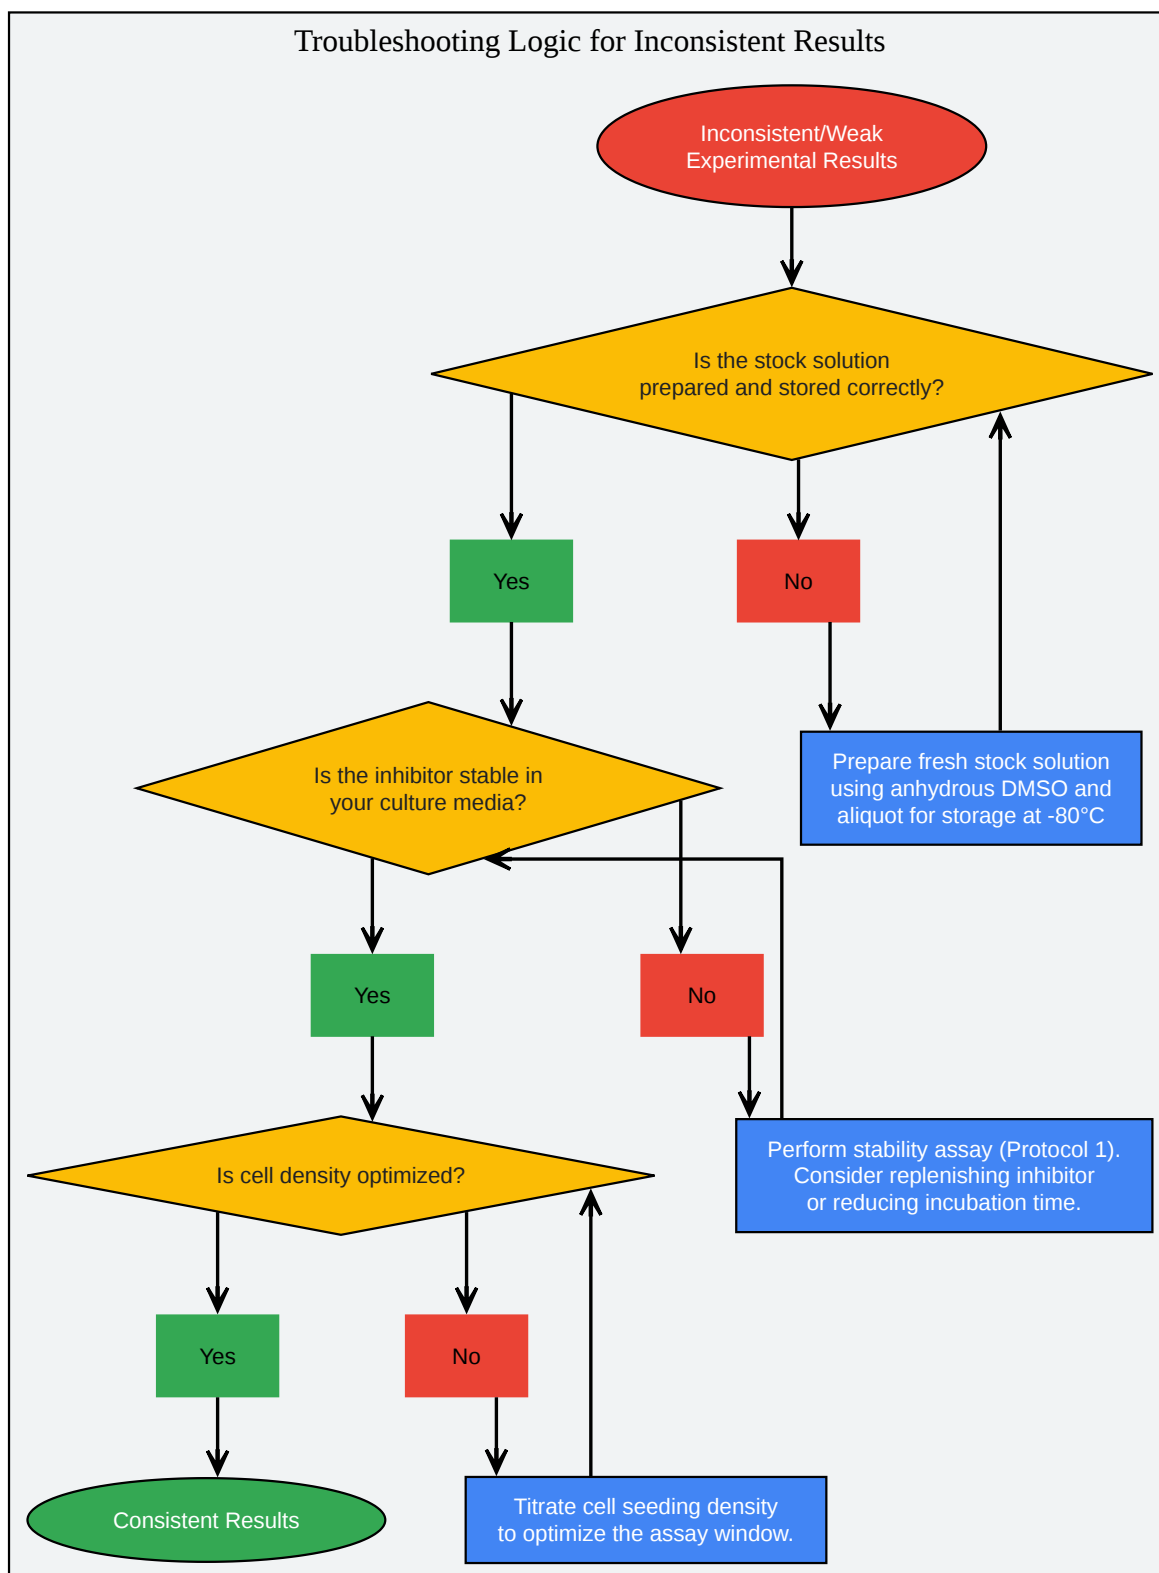 Troubleshooting Logic for Inconsistent Results
Inconsistent/Weak
Experimental Results
Is the stock solution
prepared and stored correctly?
Yes
No
Prepare fresh stock solution
using anhydrous DMSO and
aliquot for storage at -80°C
Is the inhibitor stable in
your culture media?
Yes
No
Perform stability assay (Protocol 1).
Consider replenishing inhibitor
or reducing incubation time.
Is cell density optimized?
Yes
No
Consistent Results
Titrate cell seeding density
to optimize the assay window.